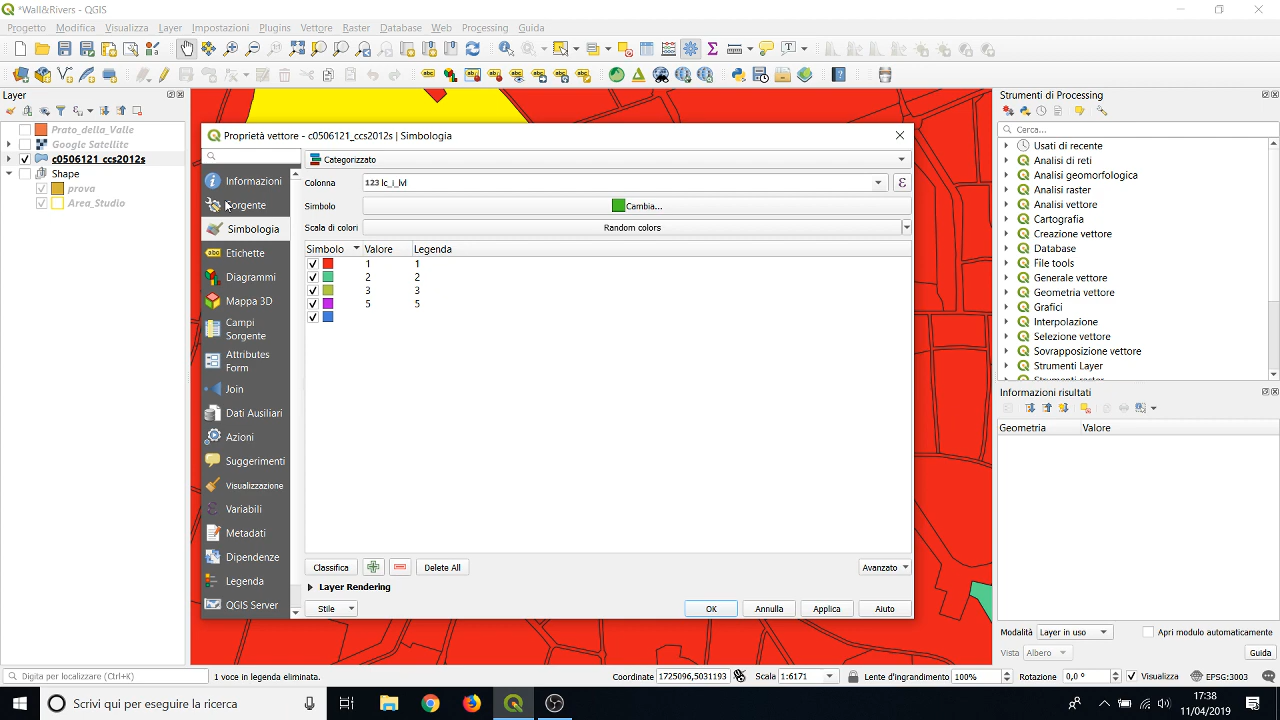 *Wall&Rivers - QGIS
Progetto Modifica Visualizza Layer Impostazioni Plugins Vettore Raster Database Web Processing Guida
Layer
Prato_della_Valle
Google Satellite
c0506121_ccs2012s
Shape
prova
Area_Studio
Proprietà vettore - c0506121_ccs2012s | Simbologia
Informazioni
Sorgente
Simbologia
Etichette
Diagrammi
Mappa 3D
Campi
Sorgente
Attributes
Form
Join
Dati Ausiliari
Azioni
Suggerimenti
Visualizzazione
Variabili
Metadati
Dipendenze
Legenda
QGIS Server
Categorizzato
Colonna 123 lc_i_lvl ε
Simbolo Cambia...
Scala di colori Random colors
Simbolo Valore Legenda
1 1
2 2
3 3
5 5
Classifica Delete All Avanzato
Layer Rendering
Stile OK Annulla Applica Aiuto
Strumenti di Processing
Cerca...
Usati di recente
Analisi di reti
Analisi geomorfologica
Analisi raster
Analisi vettore
Cartografia
Creazione vettore
Database
File tools
Generale vettore
Geometria vettore
Grafici
Interpolazione
Selezione vettore
Sovrapposizione vettore
Strumenti Layer
Strumenti raster
Informazioni risultati
Geometria Valore
Modalità Layer in uso Apri modulo automaticamente
Vista Albero Guida
Digita per localizzare (Ctrl+K) 1 voce in legenda eliminata. Coordinate 1725096,5031193 Scala 1:6171 Lente d'ingrandimento 100% Rotazione 0,0 ° Visualizza EPSG:3003
Scrivi qui per eseguire la ricerca
17:38
11/04/2019